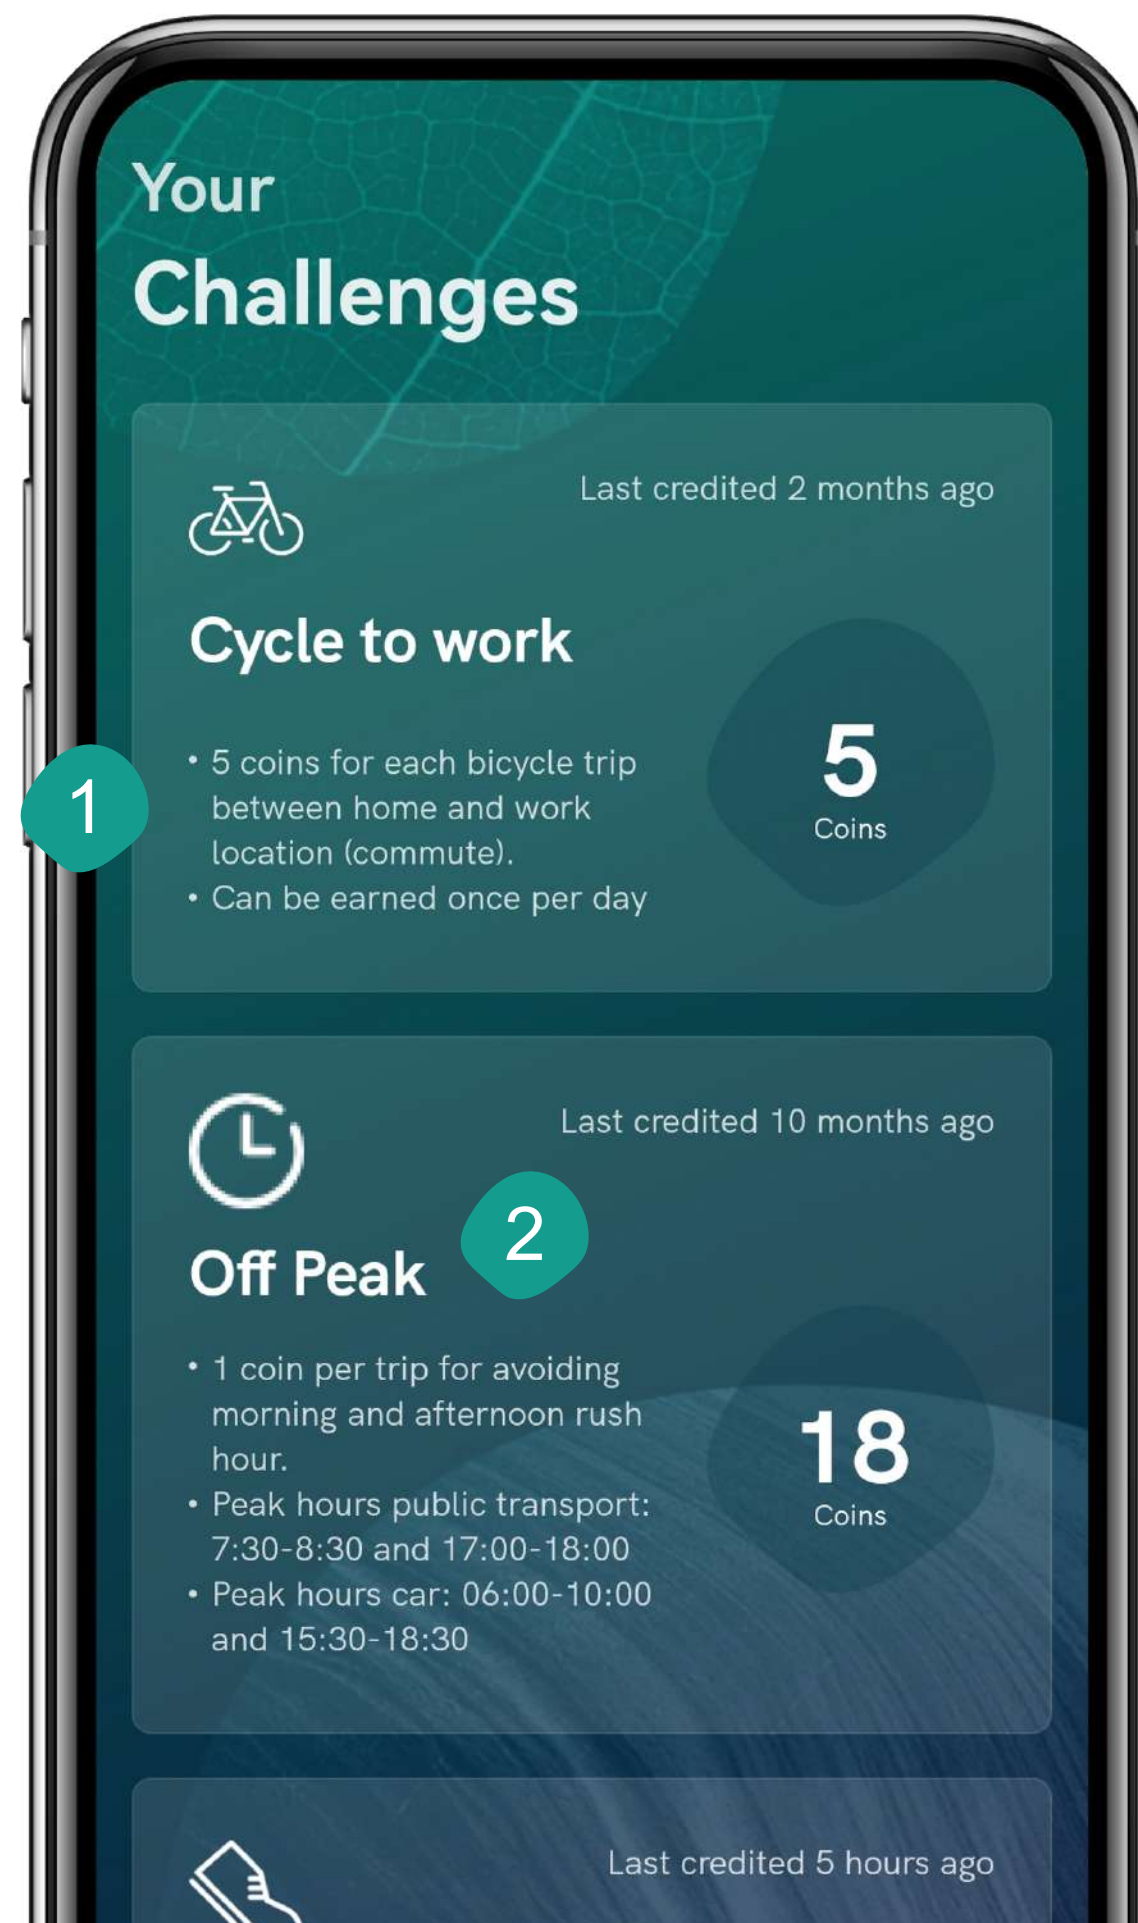 Your
Challenges
Last credited 2 months ago
Cycle to work
• 5 coins for each bicycle trip
between home and work
location (commute).
• Can be earned once per day
5
Coins
1
Last credited 10 months ago
2
Off Peak
• 1 coin per trip for avoiding
morning and afternoon rush
hour.
• Peak hours public transport:
7:30-8:30 and 17:00-18:00
• Peak hours car: 06:00-10:00
and 15:30-18:30
18
Coins
Last credited 5 hours ago